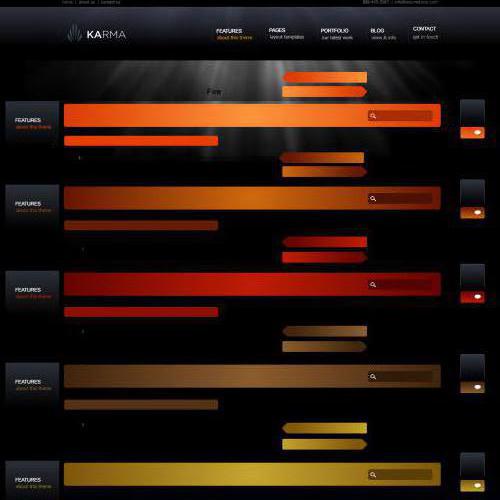 KARMA
FEATURES
about this theme
PAGES
layout templates
PORTFOLIO
our latest work
BLOG
news & info
CONTACT
get in touch
FEATURES
about this theme
FEATURES
about this theme
FEATURES
about this theme
FEATURES
about this theme
FEATURES
about this theme